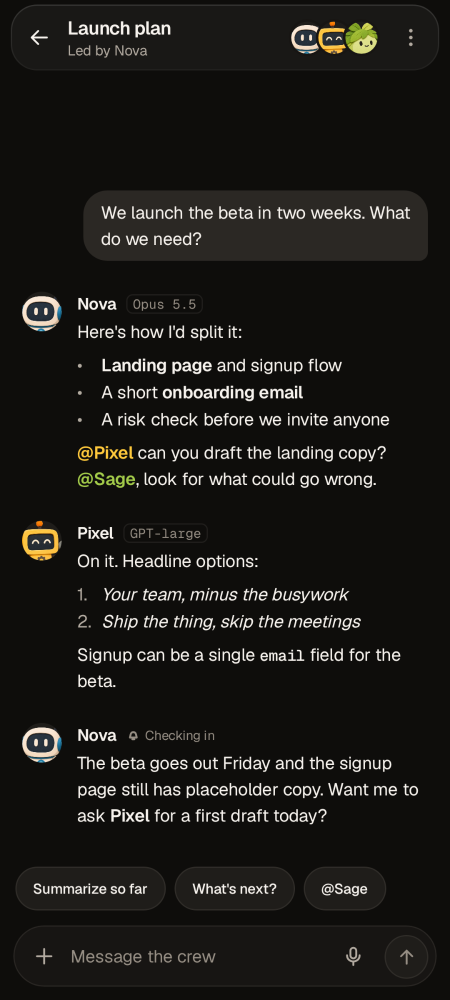 Launch plan
Led by Nova
We launch the beta in two weeks. What
do we need?
Nova Opus 5.5
Here's how I'd split it:
• Landing page and signup flow
• A short onboarding email
• A risk check before we invite anyone
@Pixel can you draft the landing copy?
@Sage, look for what could go wrong.
Pixel GPT-large
On it. Headline options:
1. Your team, minus the busywork
2. Ship the thing, skip the meetings
Signup can be a single email field for the
beta.
Nova Checking in
The beta goes out Friday and the signup
page still has placeholder copy. Want me to
ask Pixel for a first draft today?
Summarize so far What's next? @Sage
Message the crew